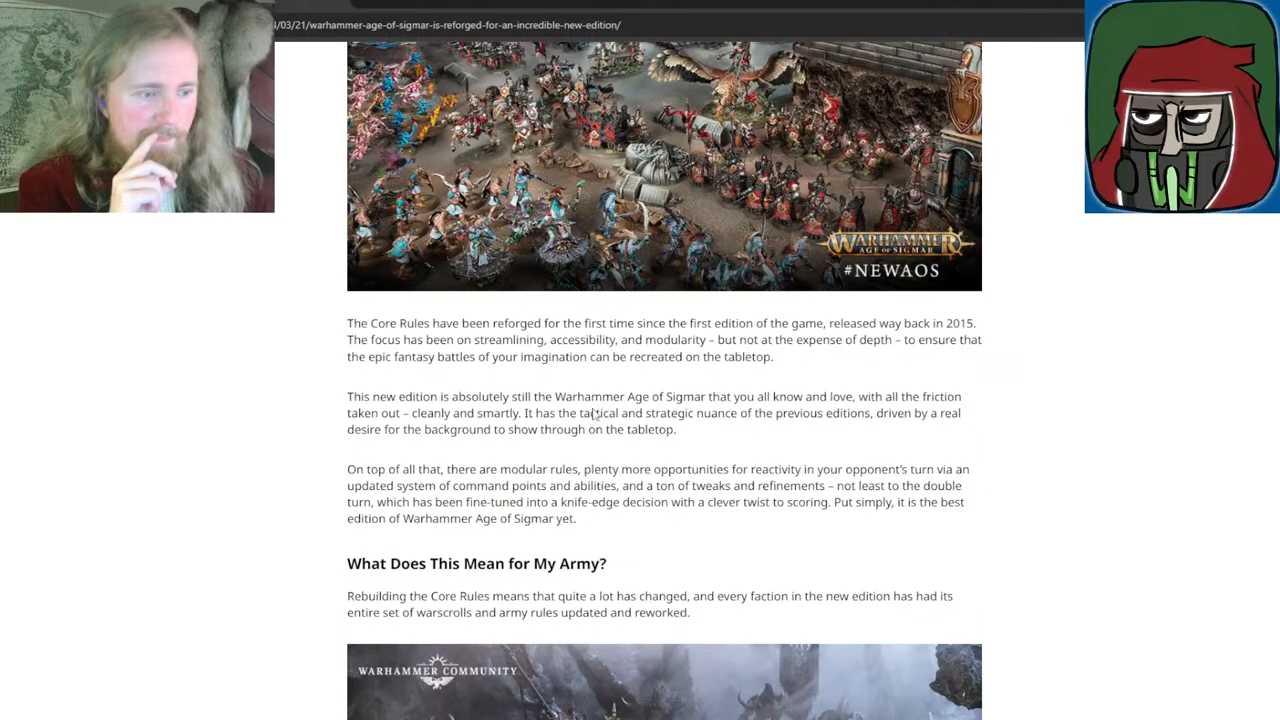 /03/21/warhammer-age-of-sigmar-is-reforged-for-an-incredible-new-edition/
WARHAMMER
AGE OF SIGMAR
#NEWAOS
The Core Rules have been reforged for the first time since the first edition of the game, released way back in 2015.
The focus has been on streamlining, accessibility, and modularity – but not at the expense of depth – to ensure that
the epic fantasy battles of your imagination can be recreated on the tabletop.
This new edition is absolutely still the Warhammer Age of Sigmar that you all know and love, with all the friction
taken out – cleanly and smartly. It has the tactical and strategic nuance of the previous editions, driven by a real
desire for the background to show through on the tabletop.
On top of all that, there are modular rules, plenty more opportunities for reactivity in your opponent's turn via an
updated system of command points and abilities, and a ton of tweaks and refinements – not least to the double
turn, which has been fine-tuned into a knife-edge decision with a clever twist to scoring. Put simply, it is the best
edition of Warhammer Age of Sigmar yet.
What Does This Mean for My Army?
Rebuilding the Core Rules means that quite a lot has changed, and every faction in the new edition has had its
entire set of warscrolls and army rules updated and reworked.
WARHAMMER COMMUNITY